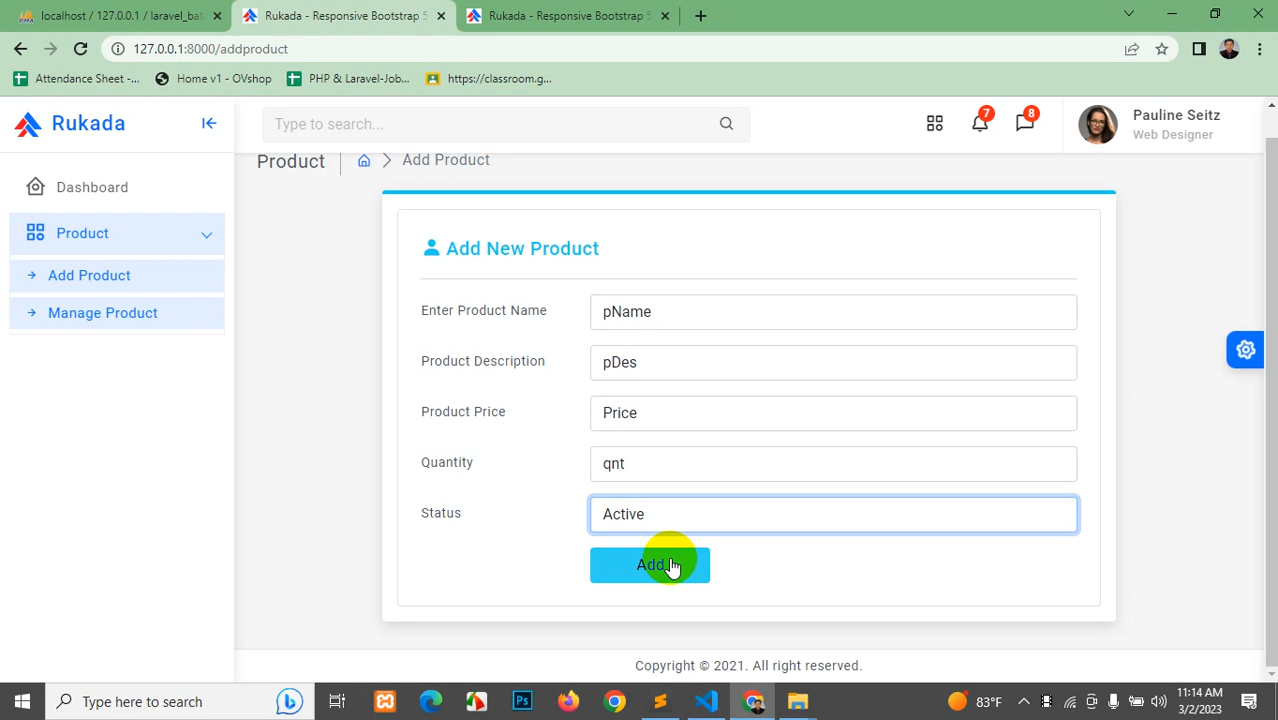 localhost / 127.0.0.1 / laravel_bat
Rukada - Responsive Bootstrap 5
Rukada - Responsive Bootstrap 5
127.0.0.1:8000/addproduct
Attendance Sheet -...
Home v1 - OVshop
PHP & Laravel-Job...
https://classroom.g...
Rukada
Type to search...
7
8
Pauline Seitz
Web Designer
Product
Add Product
Dashboard
Product
Add Product
Manage Product
Add New Product
Enter Product Name
pName
Product Description
pDes
Product Price
Price
Quantity
qnt
Status
Active
Add
Copyright © 2021. All right reserved.
Type here to search
83°F
11:14 AM
3/2/2023